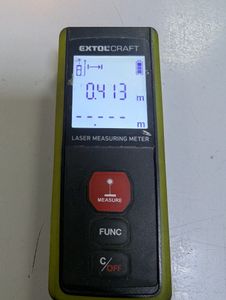 EXTOL CRAFT
0.413 m
- - - - - m
LASER MEASURING METER
MEASURE
FUNC
C/OFF